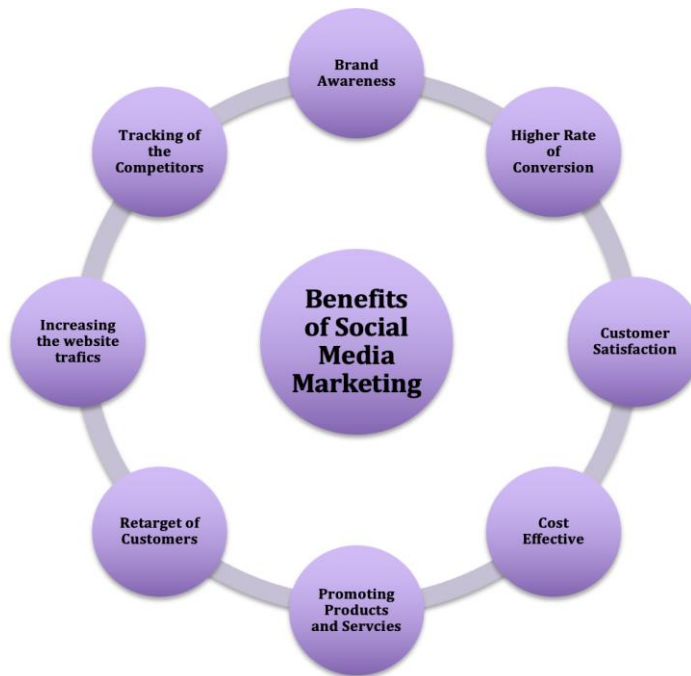 Brand
Awareness
Higher Rate
of
Conversion
Customer
Satisfaction
Cost
Effective
Promoting
Products
and Servcies
Retarget of
Customers
Increasing
the website
trafics
Tracking of
the
Competitors
Benefits
of Social
Media
Marketing